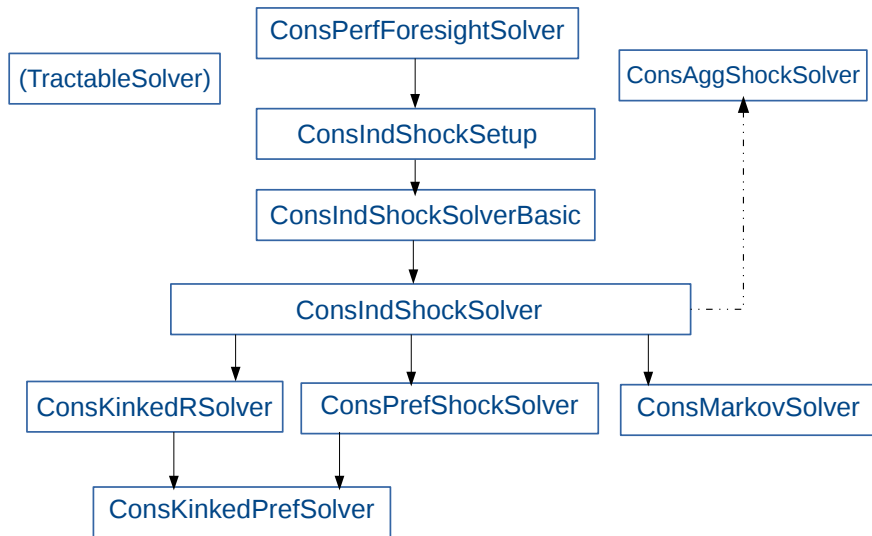 ConsPerfForesightSolver
(TractableSolver)
ConsAggShockSolver
ConsIndShockSetup
ConsIndShockSolverBasic
ConsIndShockSolver
ConsKinkedRSolver
ConsPrefShockSolver
ConsMarkovSolver
ConsKinkedPrefSolver